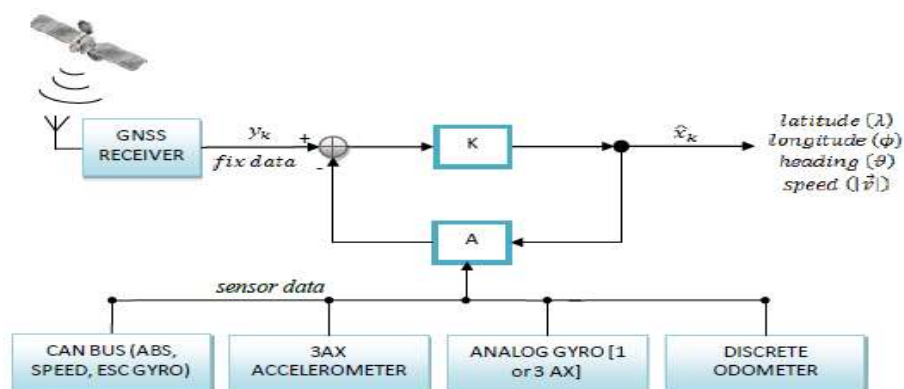 GNSS
RECEIVER
y_k
fix data
+
-
K
A
x̂_k
latitude (λ)
longitude (ϕ)
heading (ϑ)
speed (|v⃗|)
sensor data
CAN BUS (ABS,
SPEED, ESC GYRO)
3AX
ACCELEROMETER
ANALOG GYRO [1
or 3 AX]
DISCRETE
ODOMETER